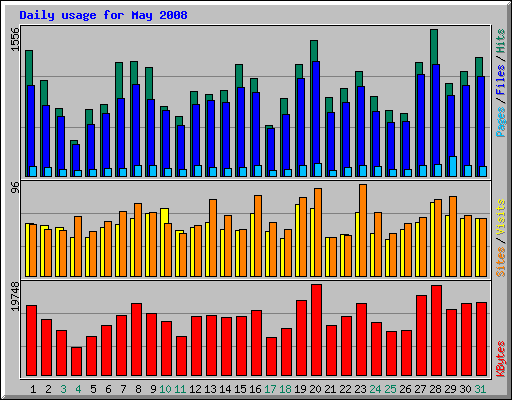 Daily usage for May 2008
1556
Pages / Files / Hits
96
Sites / Visits
19748
KBytes
1 2 3 4 5 6 7 8 9 10 11 12 13 14 15 16 17 18 19 20 21 22 23 24 25 26 27 28 29 30 31